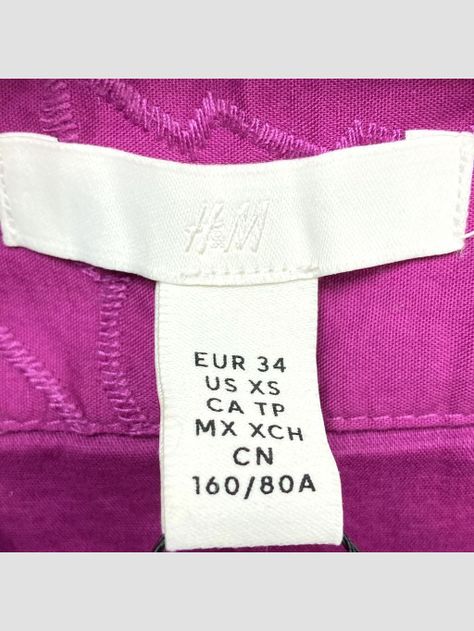 H&M
EUR 34
US XS
CA TP
MX XCH
CN
160/80A